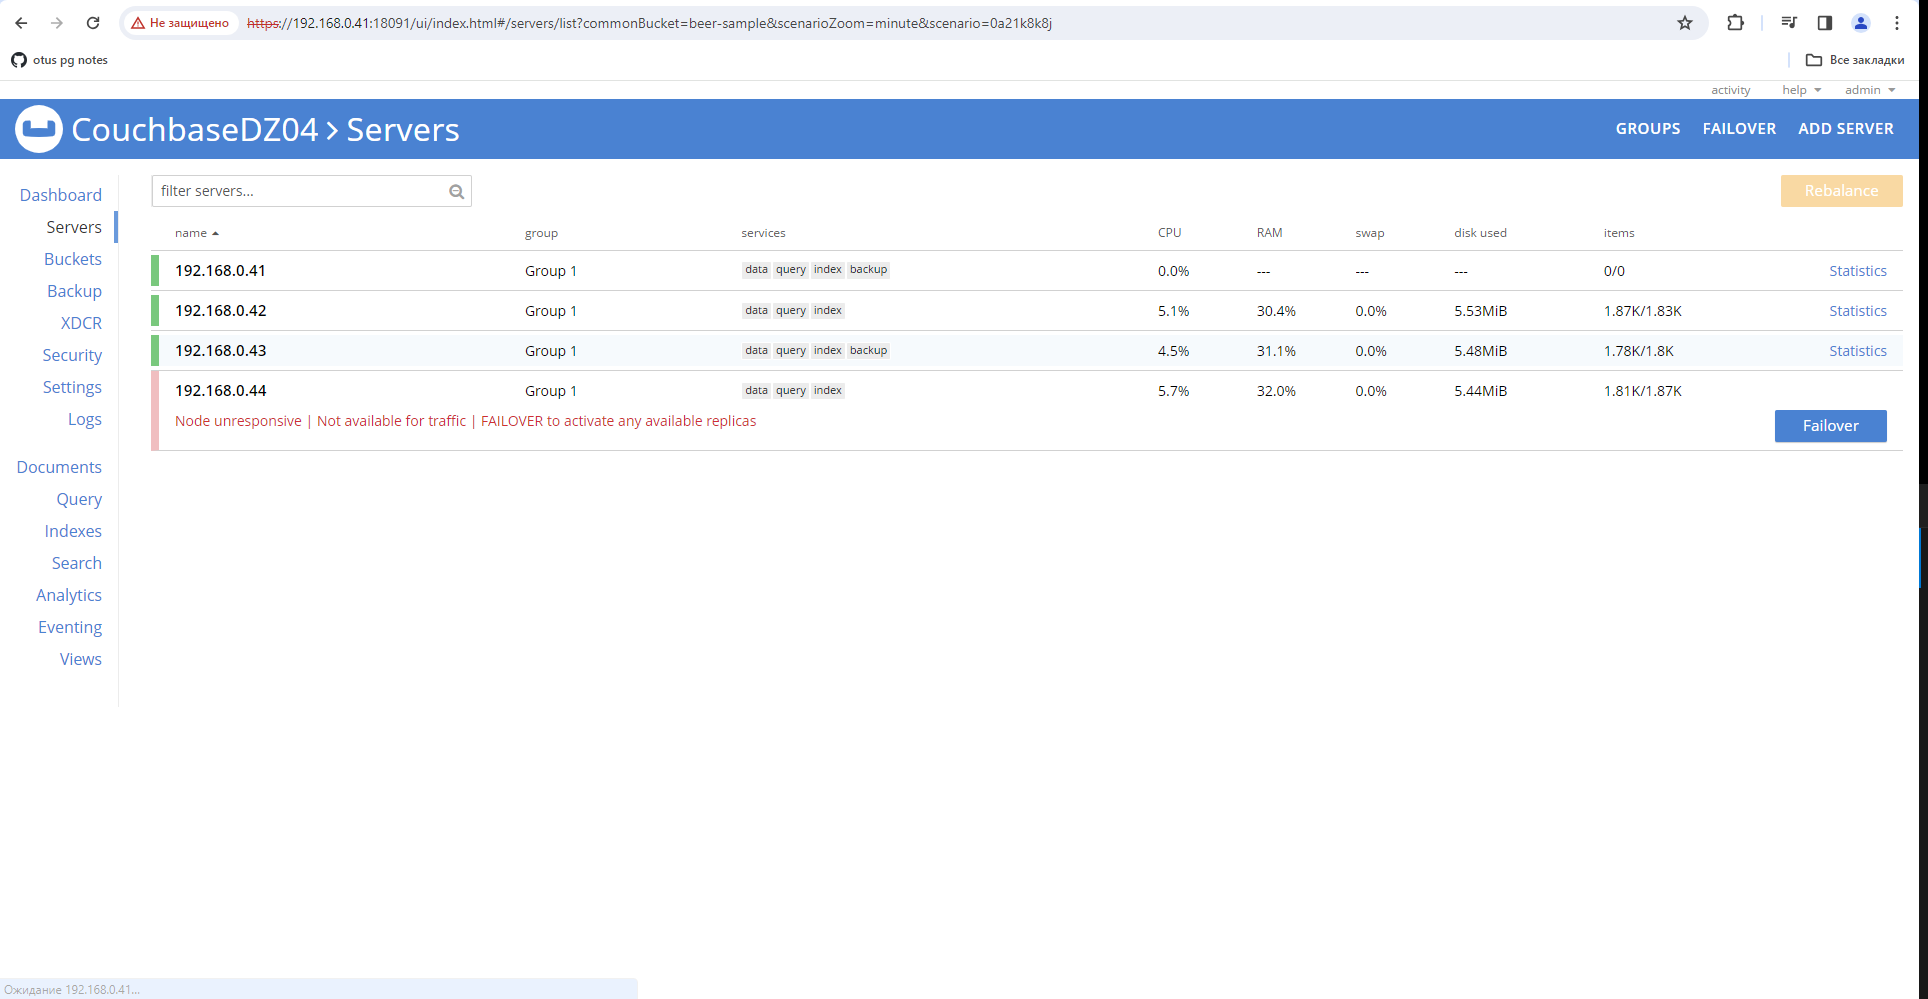 Не защищено https://192.168.0.41:18091/ui/index.html#/servers/list?commonBucket=beer-sample&scenarioZoom=minute&scenario=0a21k8k8j
otus pg notes Все закладки
activity help admin
CouchbaseDZ04 > Servers GROUPS FAILOVER ADD SERVER
Dashboard
Servers
Buckets
Backup
XDCR
Security
Settings
Logs
Documents
Query
Indexes
Search
Analytics
Eventing
Views
filter servers... Rebalance
name group services CPU RAM swap disk used items
192.168.0.41 Group 1 data query index backup 0.0% --- --- --- 0/0 Statistics
192.168.0.42 Group 1 data query index 5.1% 30.4% 0.0% 5.53MiB 1.87K/1.83K Statistics
192.168.0.43 Group 1 data query index backup 4.5% 31.1% 0.0% 5.48MiB 1.78K/1.8K Statistics
192.168.0.44 Group 1 data query index 5.7% 32.0% 0.0% 5.44MiB 1.81K/1.87K
Node unresponsive | Not available for traffic | FAILOVER to activate any available replicas Failover
Ожидание 192.168.0.41...